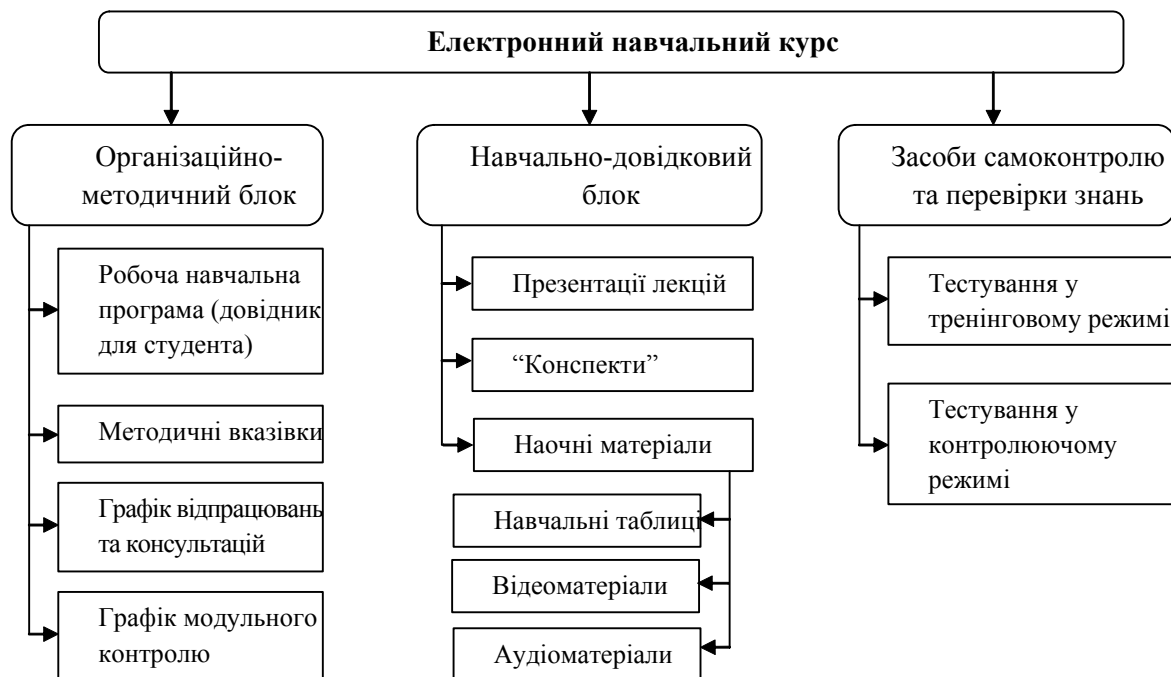 Електронний навчальний курс
Організаційно-
методичний блок
Робоча навчальна
програма (довідник
для студента)
Методичні вказівки
Графік відпрацювань
та консультацій
Графік модульного
контролю
Навчально-довідковий
блок
Презентації лекцій
“Конспекти”
Наочні матеріали
Навчальні таблиці
Відеоматеріали
Аудіоматеріали
Засоби самоконтролю
та перевірки знань
Тестування у
тренінговому режимі
Тестування у
контролюючому
режимі